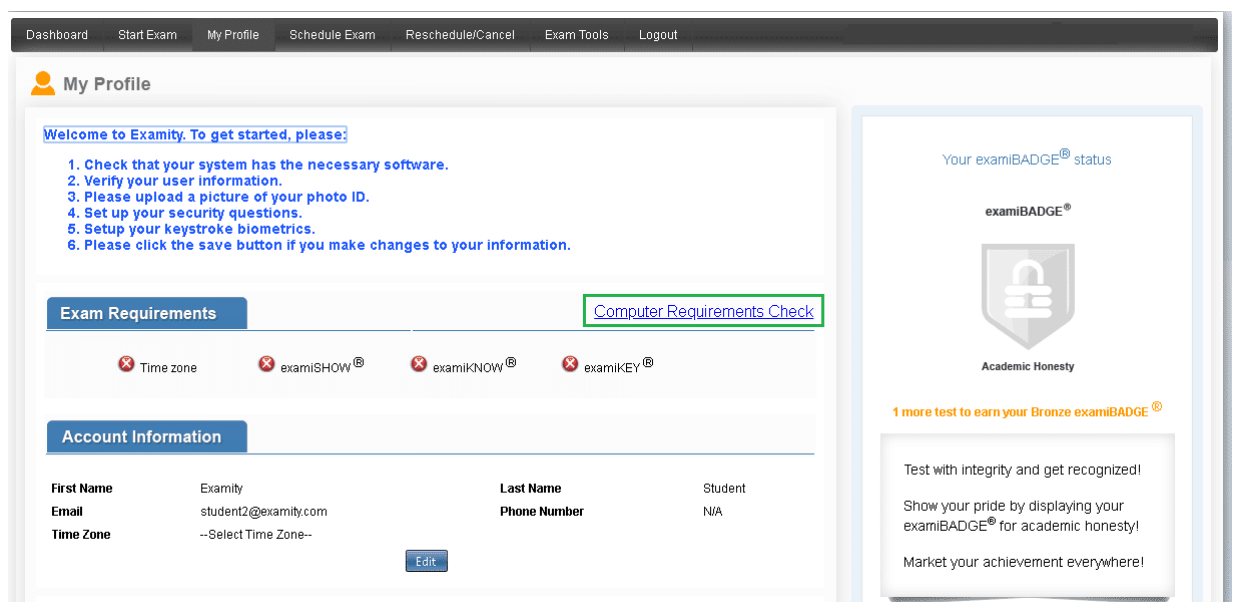 Dashboard Start Exam My Profile Schedule Exam Reschedule/Cancel Exam Tools Logout
My Profile
Welcome to Examity. To get started, please:
1. Check that your system has the necessary software.
2. Verify your user information.
3. Please upload a picture of your photo ID.
4. Set up your security questions.
5. Setup your keystroke biometrics.
6. Please click the save button if you make changes to your information.
Exam Requirements
Computer Requirements Check
Time zone examiSHOW® examiKNOW® examiKEY®
Account Information
First Name Examity Last Name Student
Email student2@examity.com Phone Number N/A
Time Zone --Select Time Zone--
Edit
Your examiBADGE® status
examiBADGE®
Academic Honesty
1 more test to earn your Bronze examiBADGE ®
Test with integrity and get recognized!
Show your pride by displaying your
examiBADGE® for academic honesty!
Market your achievement everywhere!